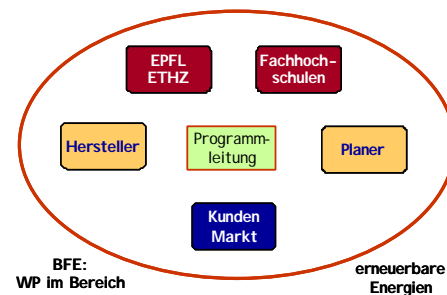 EPFL
ETHZ
Fachhoch-
schulen
Hersteller
Programm-
leitung
Planer
Kunden
Markt
BFE:
WP im Bereich
erneuerbare
Energien